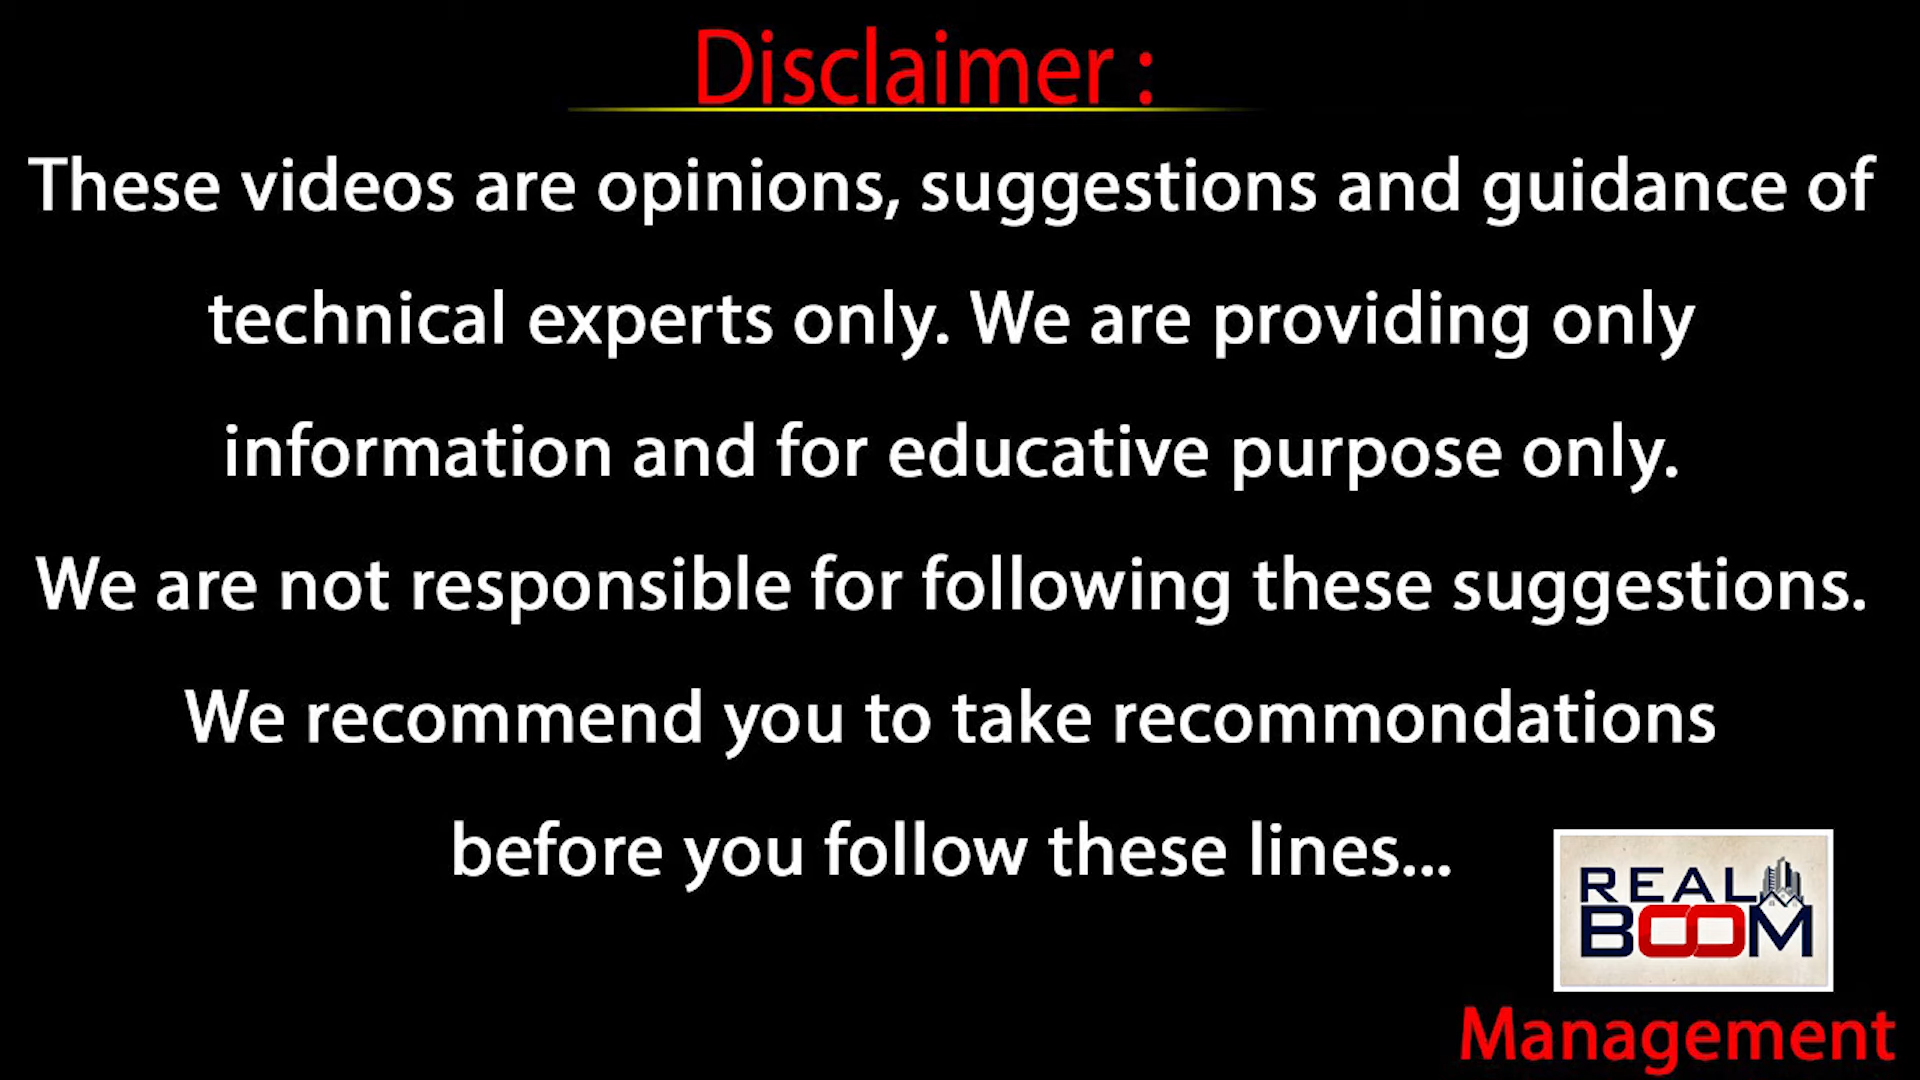 Disclaimer :
These videos are opinions, suggestions and guidance of
technical experts only. We are providing only
information and for educative purpose only.
We are not responsible for following these suggestions.
We recommend you to take recommondations
before you follow these lines...
REAL
BOOM
Management